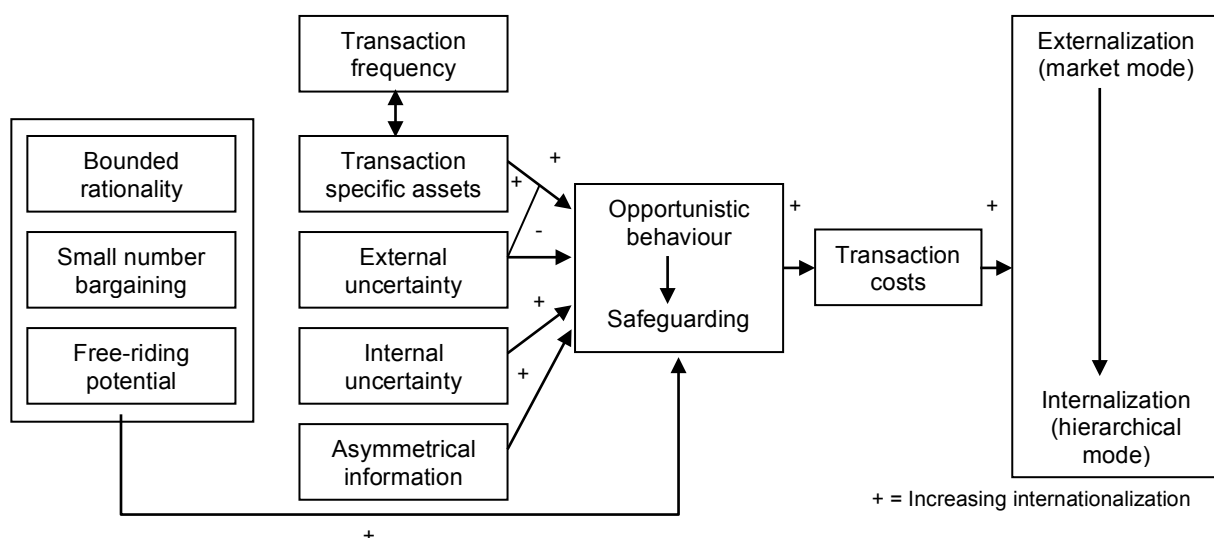 Transaction
frequency
Externalization
(market mode)
Bounded
rationality
Transaction
specific assets
+
+
Small number
bargaining
External
uncertainty
-
Opportunistic
behaviour
+
Transaction
costs
+
Free-riding
potential
Internal
uncertainty
+
+
Safeguarding
Asymmetrical
information
Internalization
(hierarchical
mode)
+ = Increasing internationalization
+